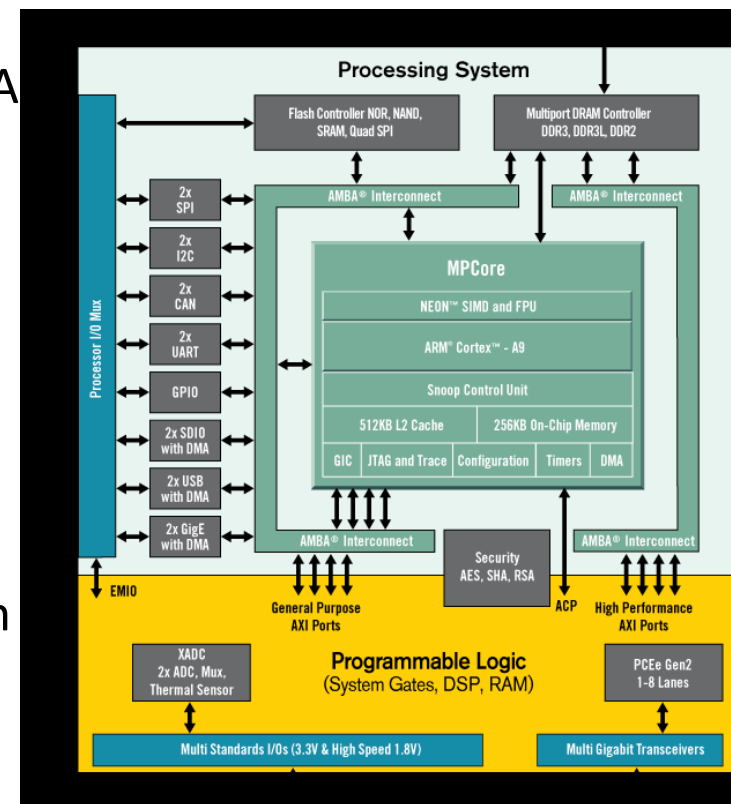 A
Processing System
Flash Controller NOR, NAND,
SRAM, Quad SPI
Multiport DRAM Controller
DDR3, DDR3L, DDR2
AMBA® Interconnect
AMBA® Interconnect
Processor I/O Mux
2x
SPI
2x
I2C
2x
CAN
2x
UART
GPIO
2x SDIO
with DMA
2x USB
with DMA
2x GigE
with DMA
MPCore
NEON™ SIMD and FPU
ARM® Cortex™ - A9
Snoop Control Unit
512KB L2 Cache
256KB On-Chip Memory
GIC
JTAG and Trace
Configuration
Timers
DMA
AMBA® Interconnect
AMBA® Interconnect
Security
AES, SHA, RSA
EMIO
General Purpose
AXI Ports
ACP
High Performance
AXI Ports
n
XADC
2x ADC, Mux,
Thermal Sensor
Programmable Logic
(System Gates, DSP, RAM)
PCEe Gen2
1-8 Lanes
Multi Standards I/Os (3.3V & High Speed 1.8V)
Multi Gigabit Transceivers